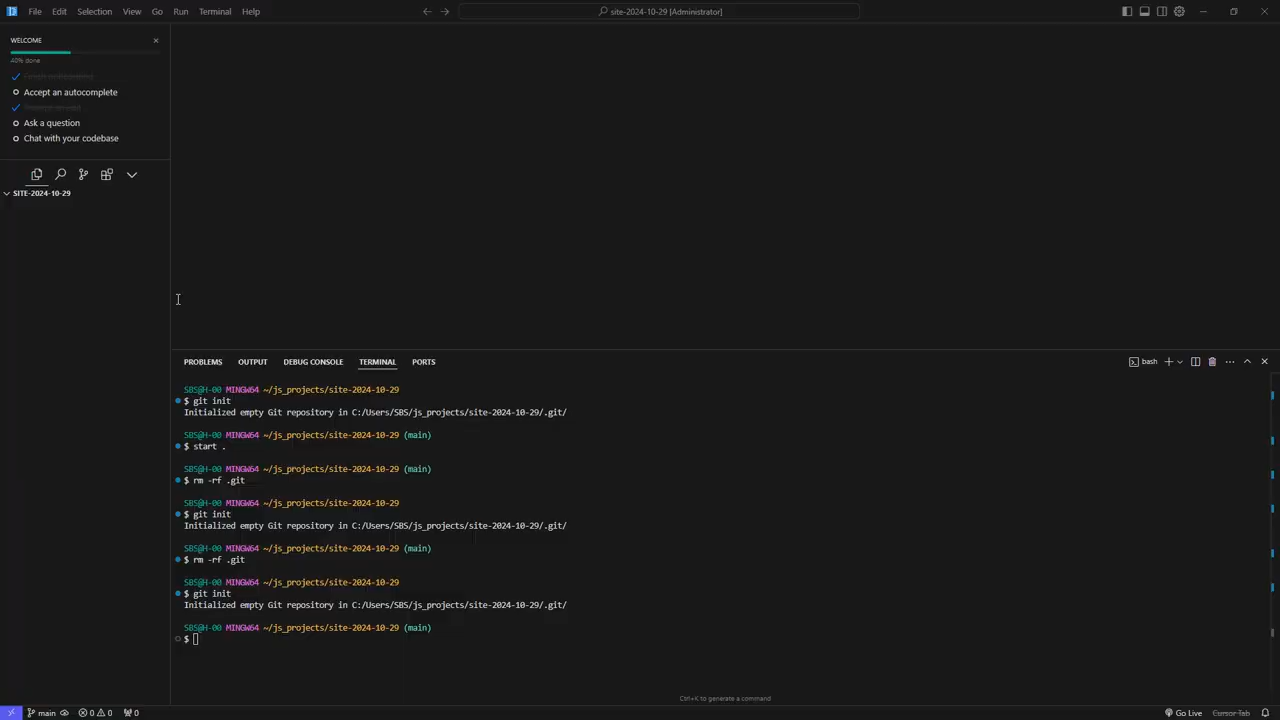 File Edit Selection View Go Run Terminal Help
site-2024-10-29 [Administrator]
WELCOME
40% done
Accept an autocomplete
Ask a question
Chat with your codebase
SITE-2024-10-29
PROBLEMS OUTPUT DEBUG CONSOLE TERMINAL PORTS
bash
SBS@H-00 MINGW64 ~/js_projects/site-2024-10-29
$ git init
Initialized empty Git repository in C:/Users/SBS/js_projects/site-2024-10-29/.git/
SBS@H-00 MINGW64 ~/js_projects/site-2024-10-29 (main)
$ start .
SBS@H-00 MINGW64 ~/js_projects/site-2024-10-29 (main)
$ rm -rf .git
SBS@H-00 MINGW64 ~/js_projects/site-2024-10-29
$ git init
Initialized empty Git repository in C:/Users/SBS/js_projects/site-2024-10-29/.git/
SBS@H-00 MINGW64 ~/js_projects/site-2024-10-29 (main)
$ rm -rf .git
SBS@H-00 MINGW64 ~/js_projects/site-2024-10-29
$ git init
Initialized empty Git repository in C:/Users/SBS/js_projects/site-2024-10-29/.git/
SBS@H-00 MINGW64 ~/js_projects/site-2024-10-29 (main)
$
Ctrl+K to generate a command
main 0 0 0 Go Live Cursor Tab